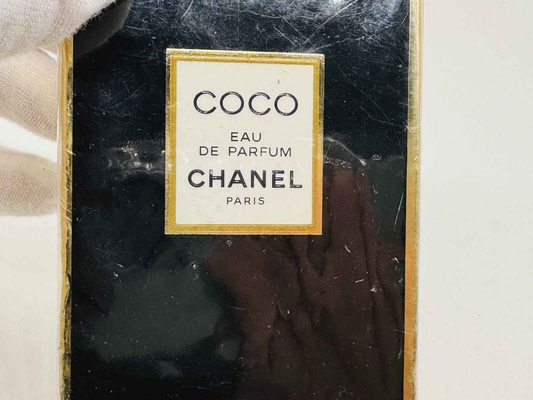 COCO
EAU
DE PARFUM
CHANEL
PARIS